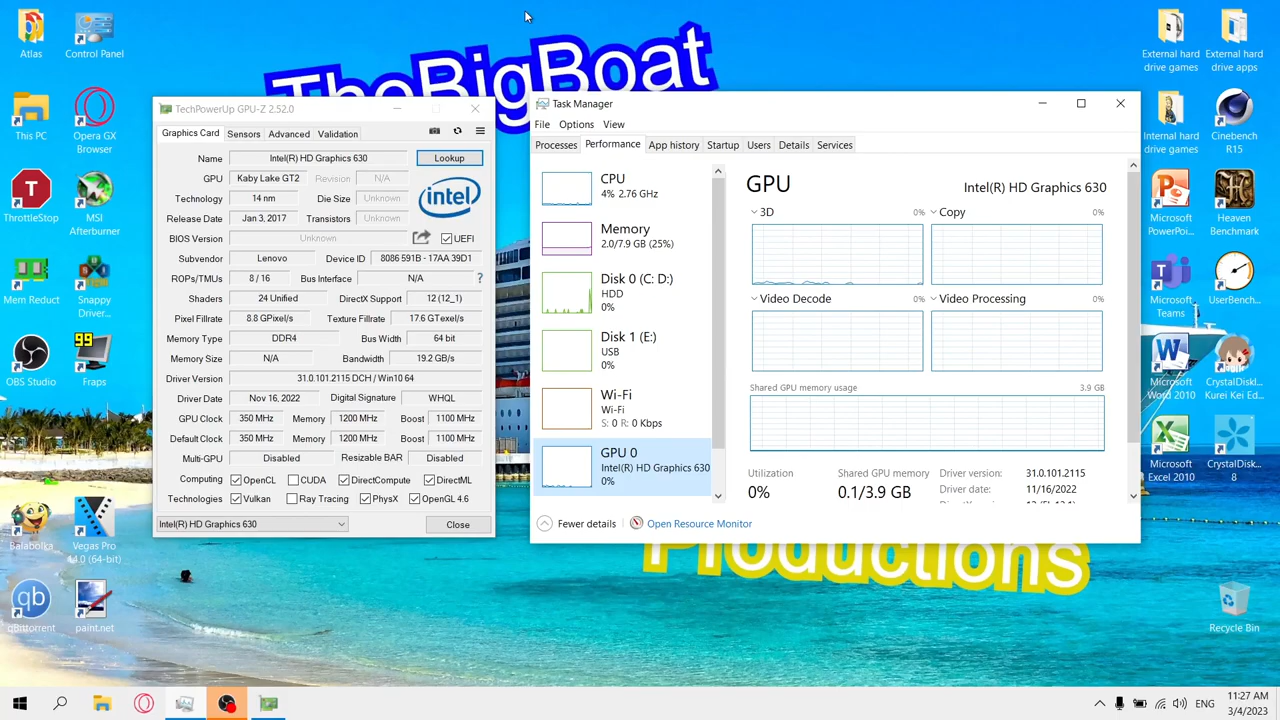 TheBigBoat
Productions
Atlas
Control Panel
This PC
Opera GX
Browser
ThrottleStop
MSI
Afterburner
Mem Reduct
Snappy
Driver...
OBS Studio
99
Fraps
Balabolka
Vegas Pro
14.0 (64-bit)
qb
qBittorrent
paint.net
TechPowerUp GPU-Z 2.52.0
Graphics Card
Sensors
Advanced
Validation
Name
Intel(R) HD Graphics 630
Lookup
GPU
Kaby Lake GT2
Revision
N/A
intel
Technology
14 nm
Die Size
Unknown
Release Date
Jan 3, 2017
Transistors
Unknown
BIOS Version
Unknown
UEFI
Subvendor
Lenovo
Device ID
8086 591B - 17AA 39D1
ROPs/TMUs
8 / 16
Bus Interface
N/A
?
Shaders
24 Unified
DirectX Support
12 (12_1)
Pixel Fillrate
8.8 GPixel/s
Texture Fillrate
17.6 GTexel/s
Memory Type
DDR4
Bus Width
64 bit
Memory Size
N/A
Bandwidth
19.2 GB/s
Driver Version
31.0.101.2115 DCH / Win10 64
Driver Date
Nov 16, 2022
Digital Signature
WHQL
GPU Clock
350 MHz
Memory
1200 MHz
Boost
1100 MHz
Default Clock
350 MHz
Memory
1200 MHz
Boost
1100 MHz
Multi-GPU
Disabled
Resizable BAR
Disabled
Computing
OpenCL
CUDA
DirectCompute
DirectML
Technologies
Vulkan
Ray Tracing
PhysX
OpenGL 4.6
Intel(R) HD Graphics 630
Close
Task Manager
File
Options
View
Processes
Performance
App history
Startup
Users
Details
Services
CPU
4% 2.76 GHz
Memory
2.0/7.9 GB (25%)
Disk 0 (C: D:)
HDD
0%
Disk 1 (E:)
USB
0%
Wi-Fi
Wi-Fi
S: 0 R: 0 Kbps
GPU 0
Intel(R) HD Graphics 630
0%
GPU
Intel(R) HD Graphics 630
3D
0%
Copy
0%
Video Decode
0%
Video Processing
0%
Shared GPU memory usage
3.9 GB
Utilization
0%
Shared GPU memory
0.1/3.9 GB
Driver version:
31.0.101.2115
Driver date:
11/16/2022
Fewer details
Open Resource Monitor
External hard
drive games
External hard
drive apps
Internal hard
drive games
Cinebench
R15
Microsoft
PowerPoi...
Heaven
Benchmark
Microsoft
Teams
UserBenc...
Microsoft
Word 2010
CrystalDiskI...
Kurei Kei Ed...
Microsoft
Excel 2010
CrystalDisk...
8
Recycle Bin
ENG
11:27 AM
3/4/2023